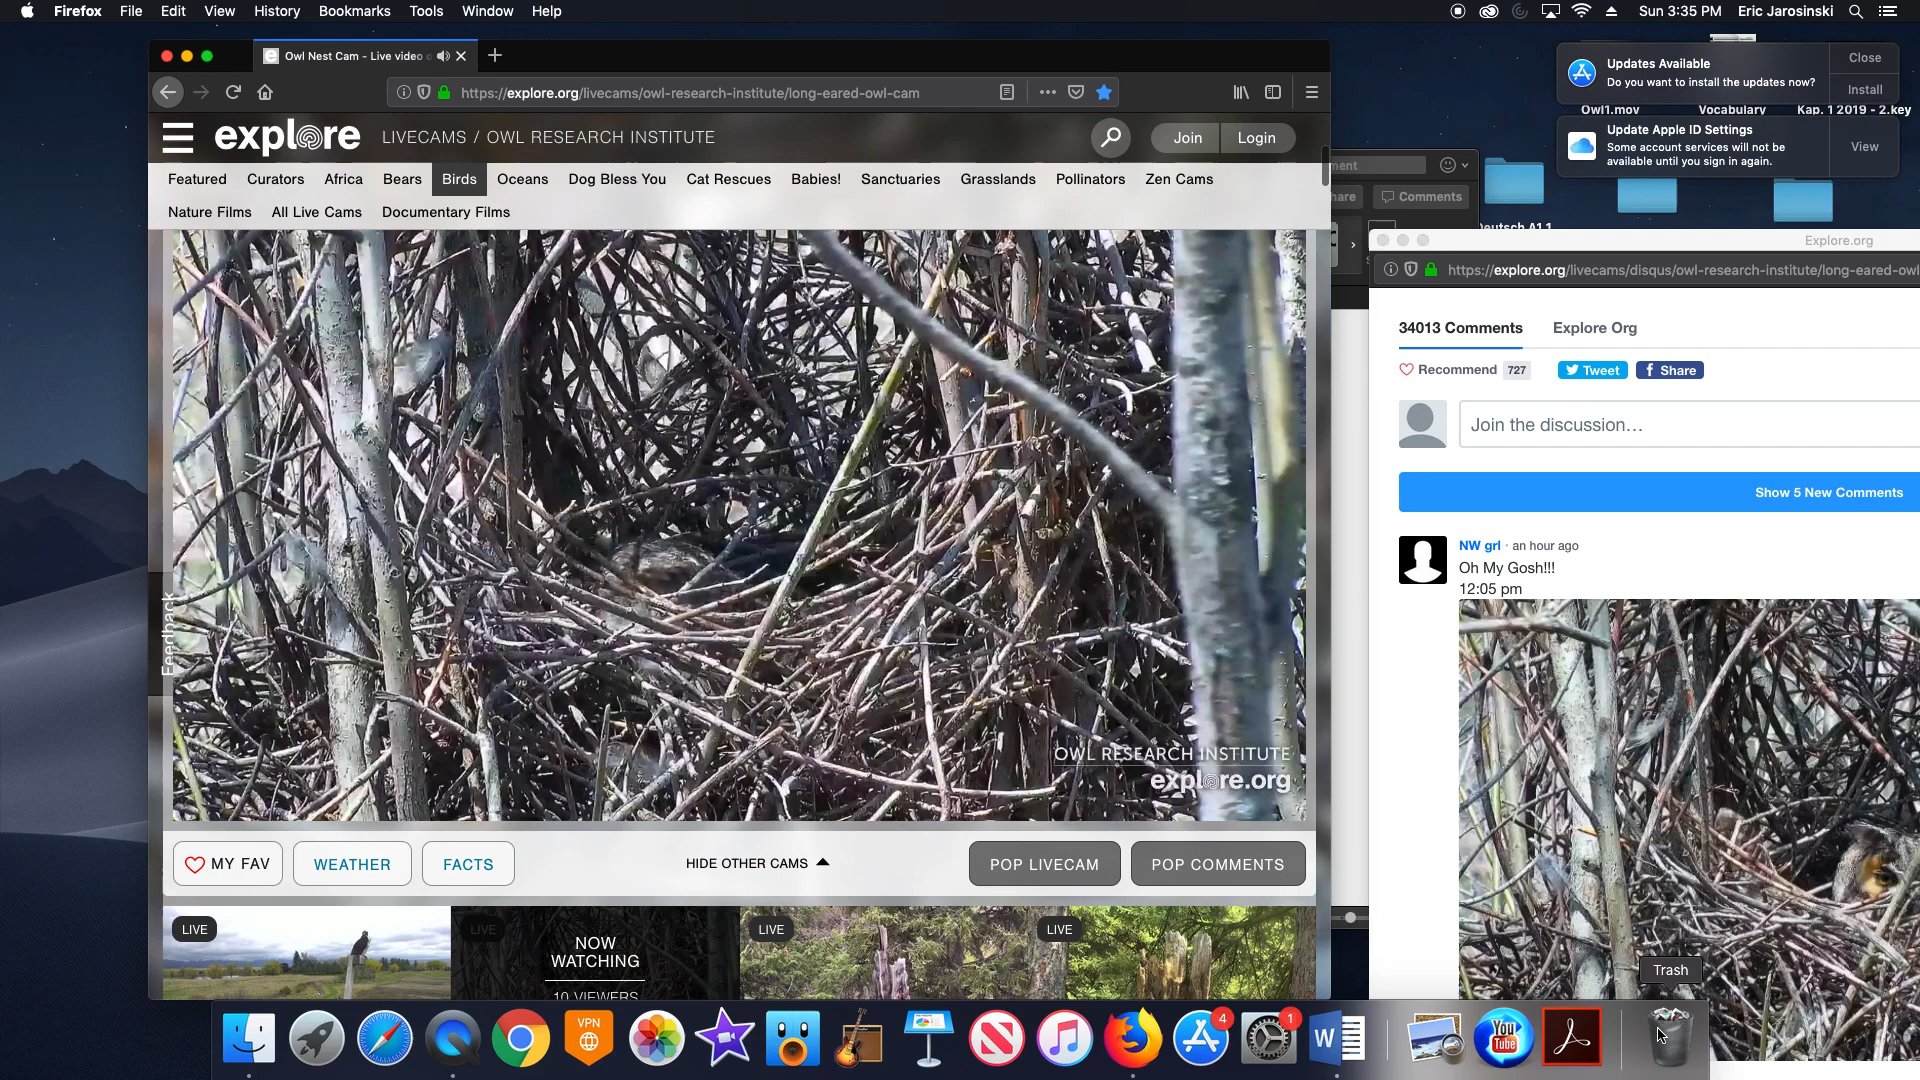 Firefox File Edit View History Bookmarks Tools Window Help
Sun 3:35 PM Eric Jarosinski
Owl Nest Cam - Live video
https://explore.org/livecams/owl-research-institute/long-eared-owl-cam
explore LIVECAMS / OWL RESEARCH INSTITUTE
Join Login
Featured Curators Africa Bears Birds Oceans Dog Bless You Cat Rescues Babies! Sanctuaries Grasslands Pollinators Zen Cams
Nature Films All Live Cams Documentary Films
Feedback
OWL RESEARCH INSTITUTE
explore.org
MY FAV WEATHER FACTS HIDE OTHER CAMS POP LIVECAM POP COMMENTS
LIVE LIVE LIVE LIVE
NOW
WATCHING
10 VIEWERS
Updates Available
Do you want to install the updates now?
Close
Install
Owl1.mov Vocabulary Kap. 1 2019 - 2.key
Update Apple ID Settings
Some account services will not be
available until you sign in again.
View
Comments
Deutsch A1.1
Explore.org
https://explore.org/livecams/disqus/owl-research-institute/long-eared-owl
34013 Comments Explore Org
Recommend 727 Tweet Share
Join the discussion…
Show 5 New Comments
NW grl · an hour ago
Oh My Gosh!!!
12:05 pm
Trash
VPN
4
1
W
You
Tube